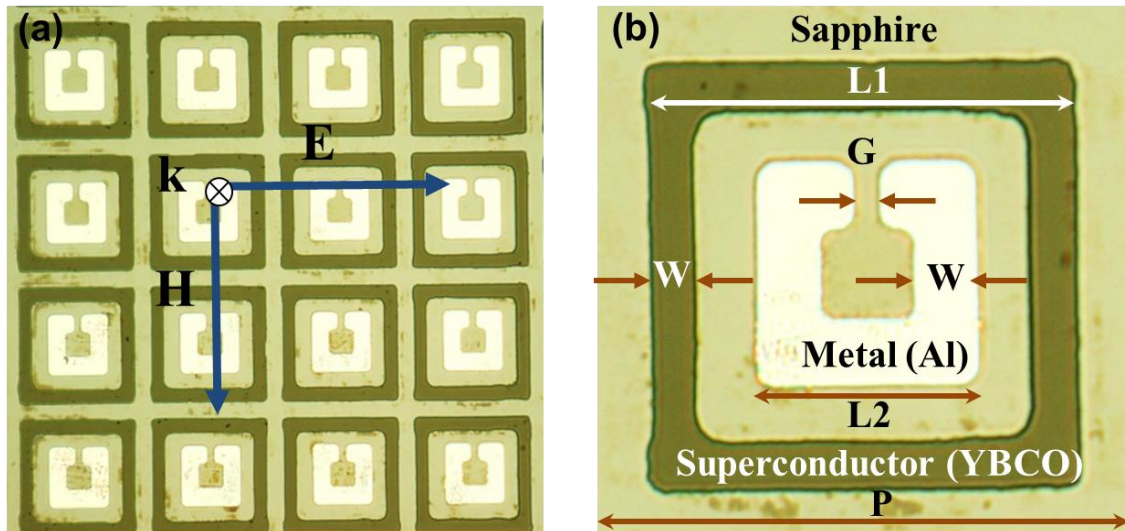 (a)
E
k
H
(b)
Sapphire
L1
G
W
W
Metal (Al)
L2
Superconductor (YBCO)
P